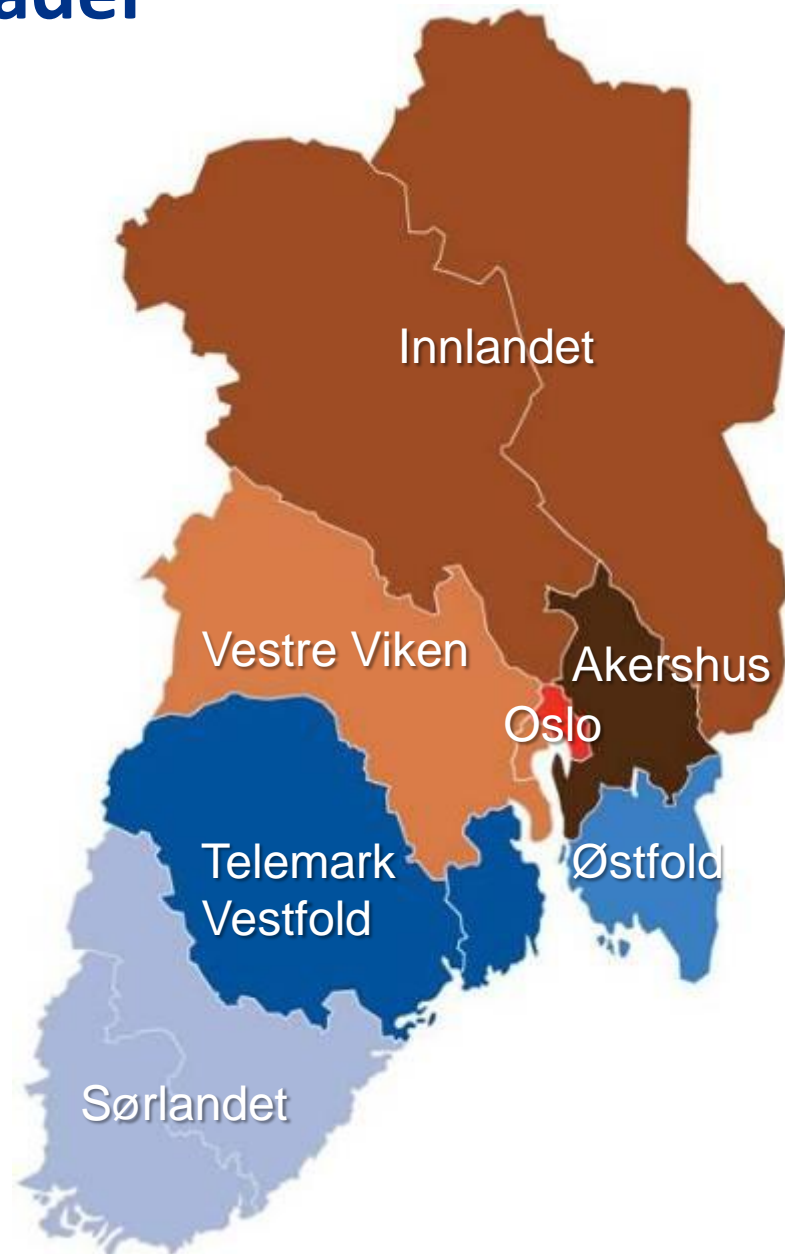 Innlandet
Vestre Viken
Akershus
Oslo
Telemark
Vestfold
Østfold
Sørlandet